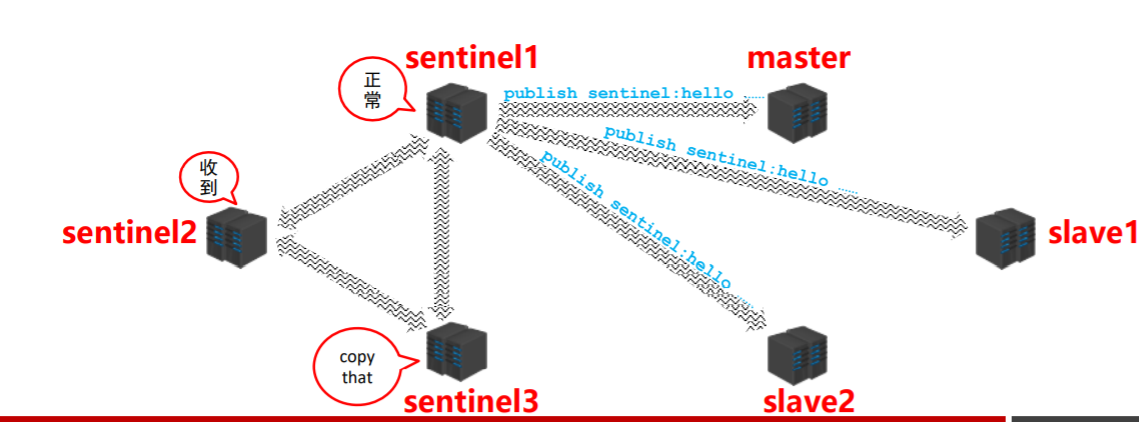 sentinel1
master
正
常
publish sentinel:hello ……
publish sentinel:hello ……
publish sentinel:hello ……
收
到
sentinel2
slave1
copy
that
sentinel3
slave2